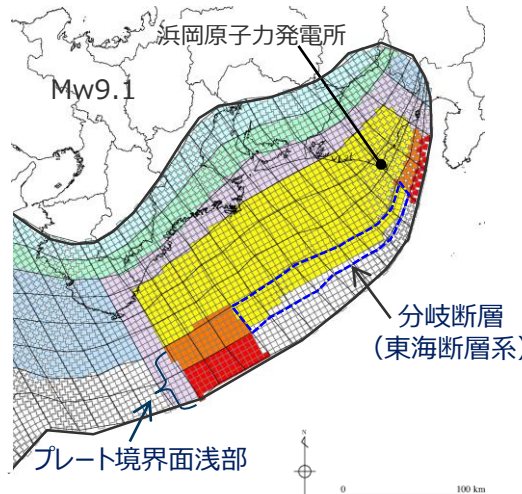 浜岡原子力発電所
Mw9.1
分岐断層
（東海断層系）
プレート境界面浅部
N
0 100 km